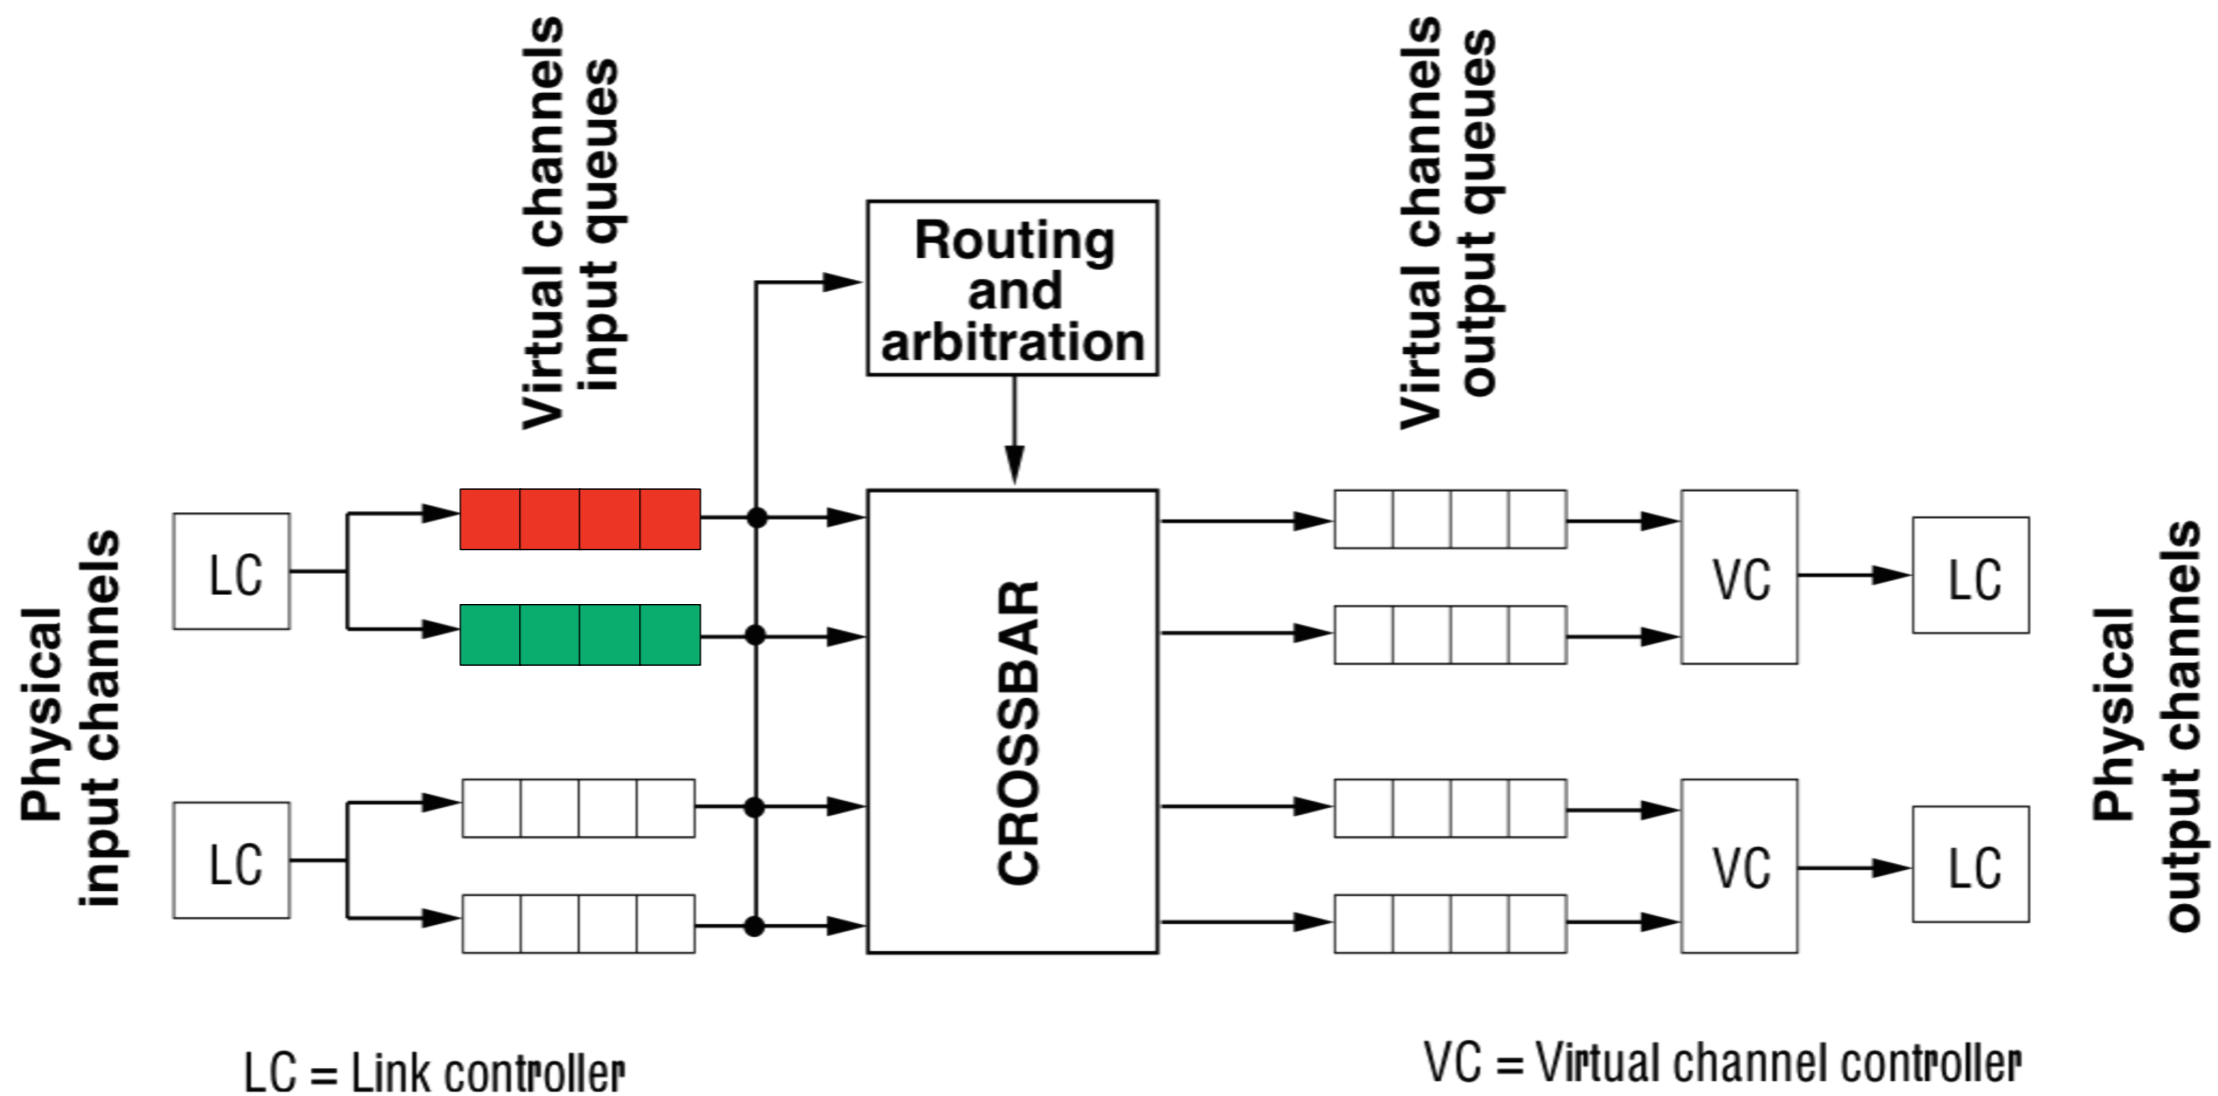 Virtual channels
input queues
Virtual channels
output queues
Routing
and
arbitration
Physical
input channels
LC
LC
CROSSBAR
VC
LC
VC
LC
Physical
output channels
LC = Link controller
VC = Virtual channel controller